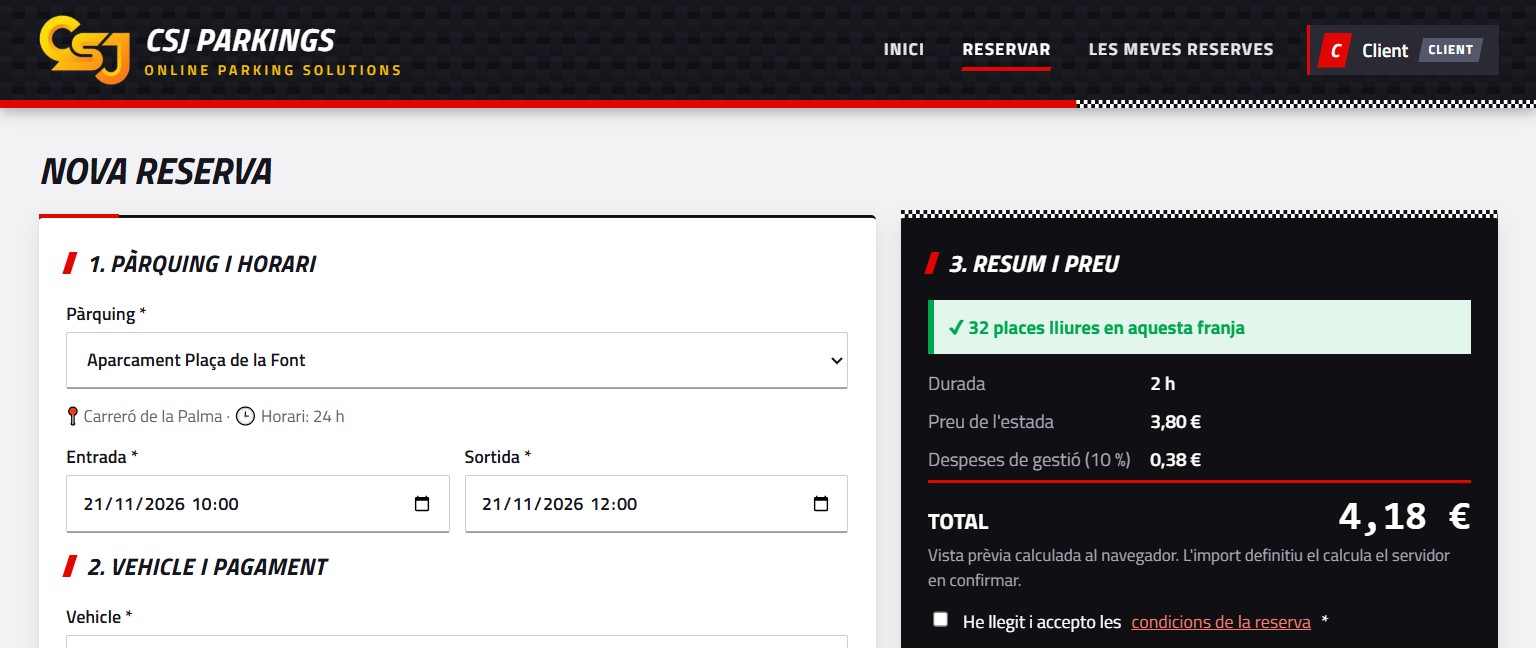 CSJ
CSJ PARKINGS
ONLINE PARKING SOLUTIONS
INICI
RESERVAR
LES MEVES RESERVES
C
Client
CLIENT
NOVA RESERVA
1. PÀRQUING I HORARI
Pàrquing *
Aparcament Plaça de la Font
Carreró de la Palma · Horari: 24 h
Entrada *
Sortida *
21/11/2026 10:00
21/11/2026 12:00
2. VEHICLE I PAGAMENT
Vehicle *
3. RESUM I PREU
✓ 32 places lliures en aquesta franja
Durada 2 h
Preu de l'estada 3,80 €
Despeses de gestió (10 %) 0,38 €
TOTAL 4,18 €
Vista prèvia calculada al navegador. L'import definitiu el calcula el servidor
en confirmar.
He llegit i accepto les condicions de la reserva *